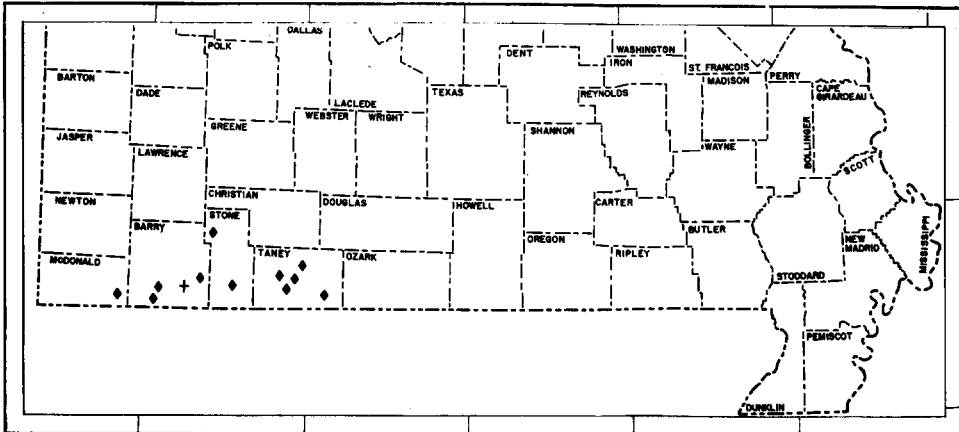 DALLAS
POLK
WASHINGTON
DENT
IRON
ST. FRANCOIS
BARTON
MADISON
PERRY
DADE
TEXAS
REYNOLDS
CAPE
GIRARDEAU
LACLEDE
WEBSTER
WRIGHT
GREENE
SHANNON
JASPER
BOLLINGER
LAWRENCE
WAYNE
SCOTT
CHRISTIAN
NEWTON
DOUGLAS
HOWELL
CARTER
STONE
BARRY
BUTLER
OREGON
NEW
MADRID
MISSISSIPPI
TANEY
OZARK
RIPLEY
McDONALD
STODDARD
PEMISCOT
DUNKLIN